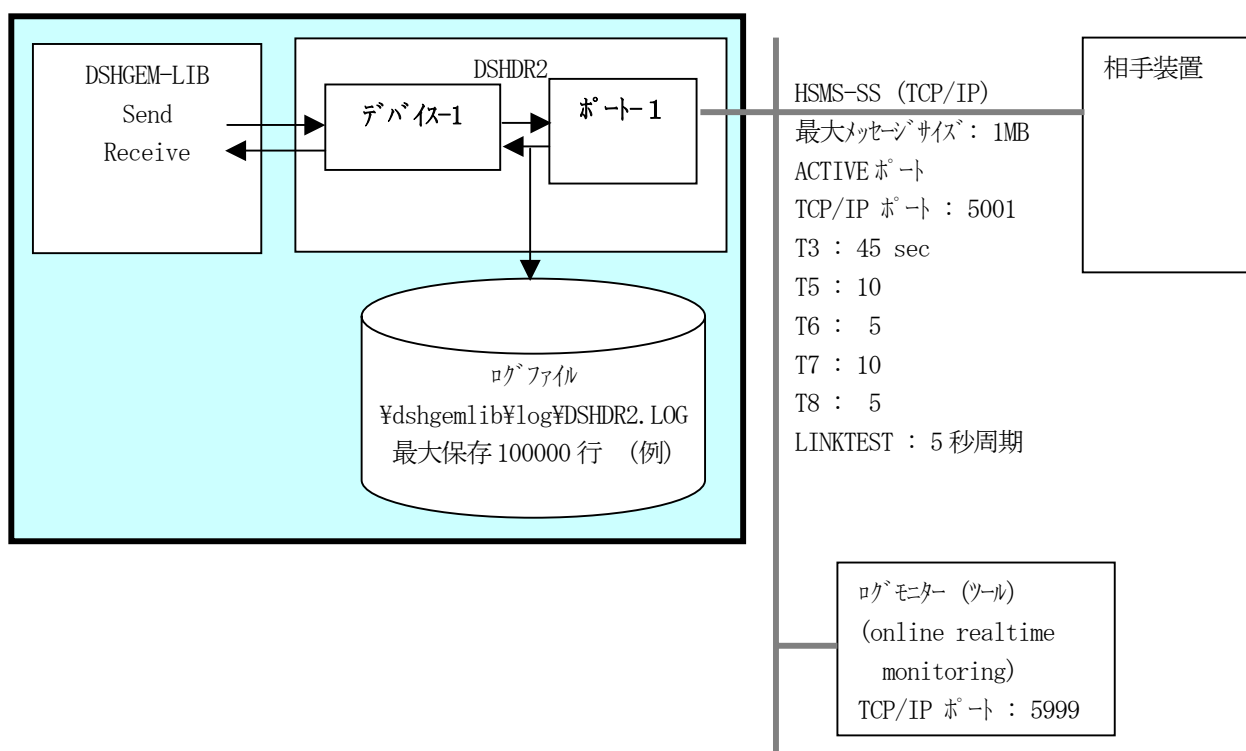 DSHGEM-LIB
Send
Receive
DSHDR2
ﾃﾞﾊﾞｲｽ-1
ﾎﾟｰﾄ-1
ﾛｸﾞﾌｧｲﾙ
¥dshgemlib¥log¥DSHDR2.LOG
最大保存 100000 行 (例)
HSMS-SS (TCP/IP)
最大ﾒｯｾｰｼﾞｻｲｽﾞ: 1MB
ACTIVE ﾎﾟｰﾄ
TCP/IP ﾎﾟｰﾄ : 5001
T3 : 45 sec
T5 : 10
T6 : 5
T7 : 10
T8 : 5
LINKTEST : 5 秒周期
相手装置
ﾛｸﾞﾓﾆﾀｰ (ﾂｰﾙ)
(online realtime
monitoring)
TCP/IP ﾎﾟｰﾄ : 5999